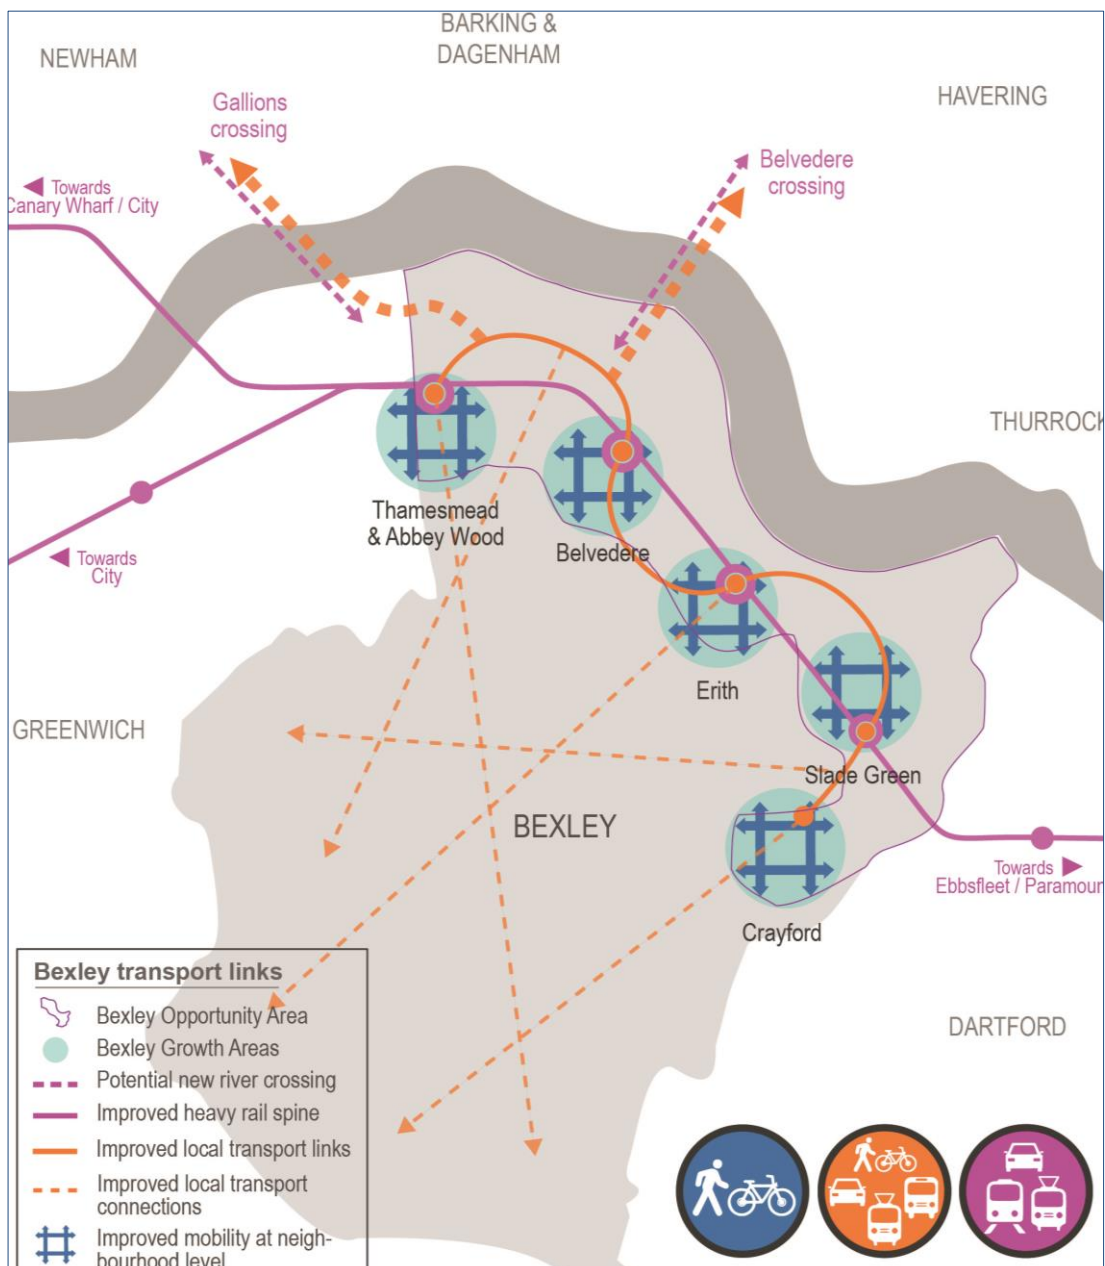 BARKING &
DAGENHAM
NEWHAM
HAVERING
Gallions
crossing
Belvedere
crossing
Towards
Canary Wharf / City
THURROCK
Thamesmead
& Abbey Wood
Belvedere
Towards
City
Erith
GREENWICH
Slade Green
BEXLEY
Towards
Ebbsfleet / Paramour
Crayford
DARTFORD
Bexley transport links
Bexley Opportunity Area
Bexley Growth Areas
Potential new river crossing
Improved heavy rail spine
Improved local transport links
Improved local transport
connections
Improved mobility at neigh-
bourhood level